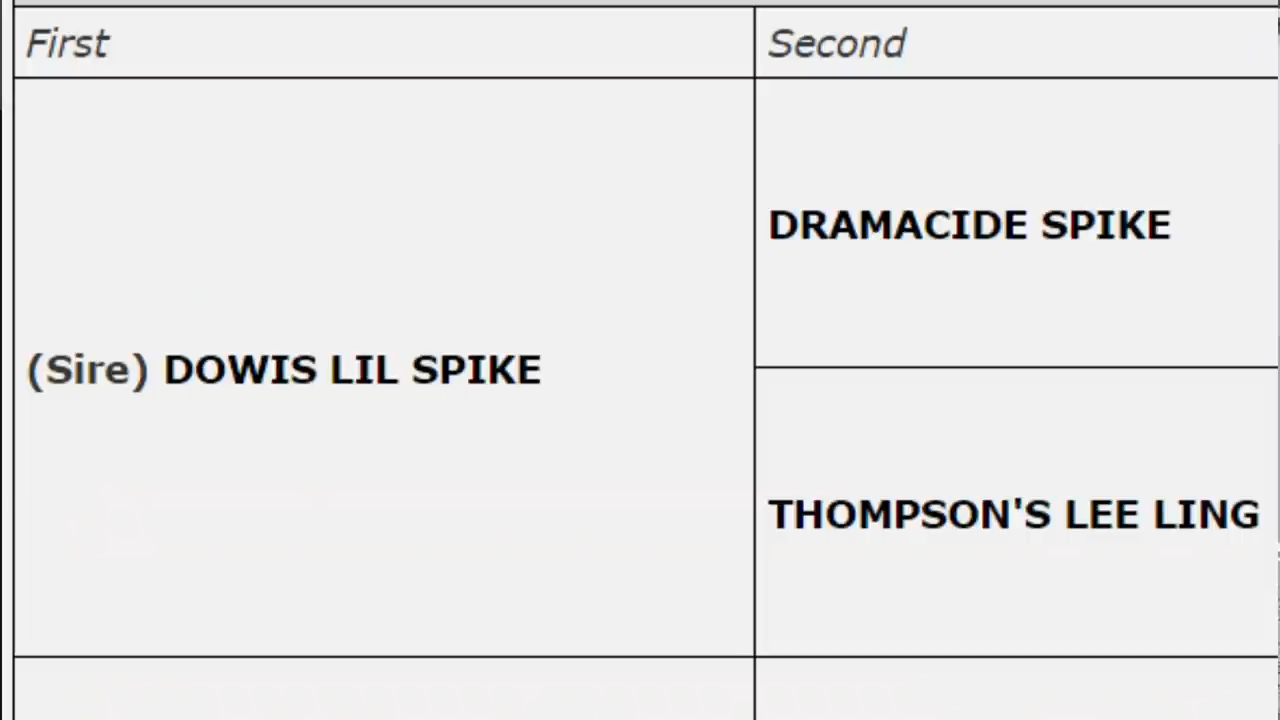 First
Second
DRAMACIDE SPIKE
(Sire) DOWIS LIL SPIKE
THOMPSON'S LEE LING